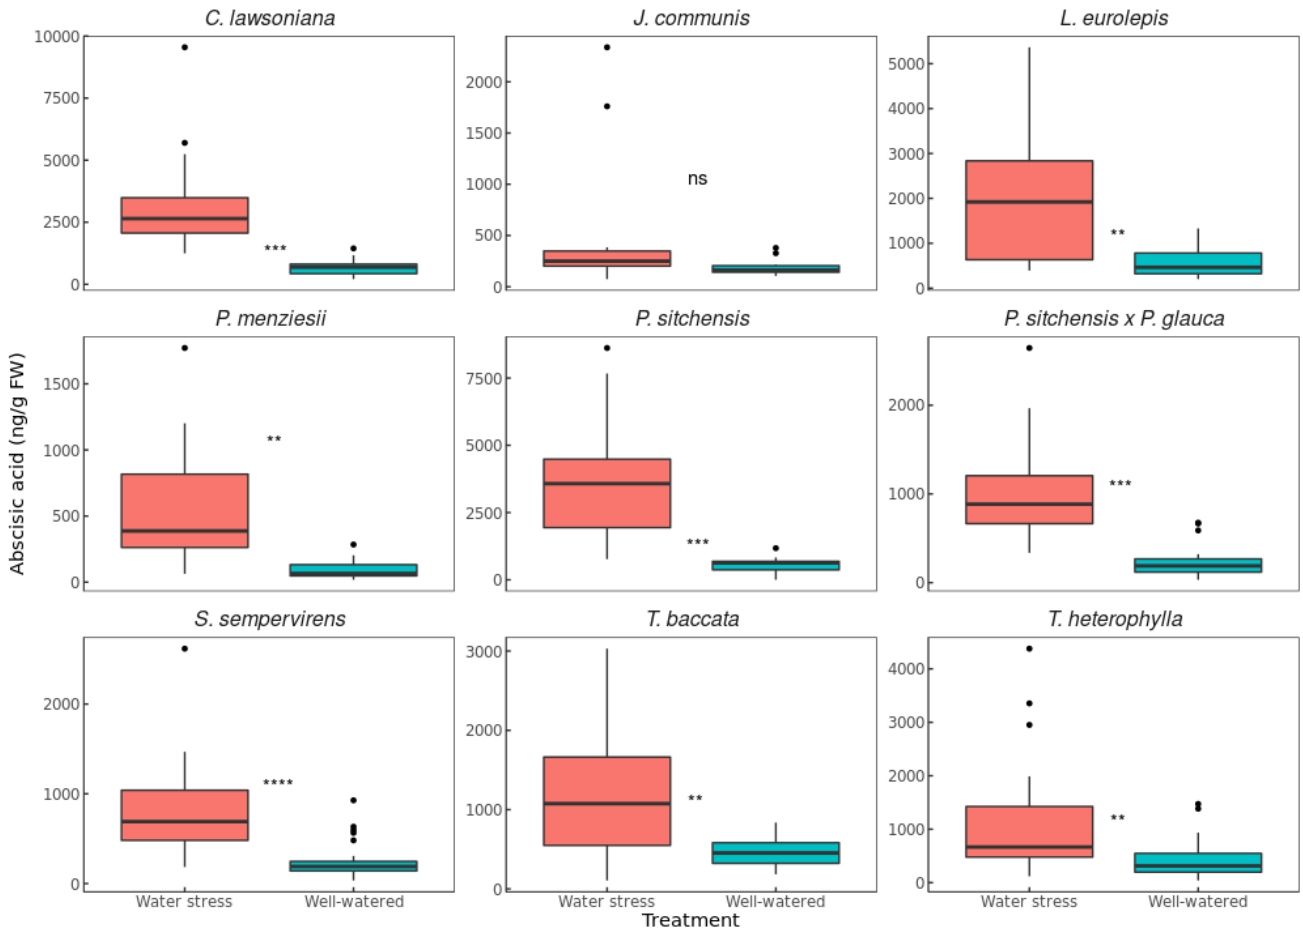 C. lawsoniana
J. communis
L. eurolepis
10000
7500
5000
2500
0
***
2000
1500
1000
500
0
ns
5000
4000
3000
2000
1000
0
**
P. menziesii
P. sitchensis
P. sitchensis x P. glauca
Abscisic acid (ng/g FW)
1500
1000
500
0
**
7500
5000
2500
0
***
2000
1000
0
***
S. sempervirens
T. baccata
T. heterophylla
2000
1000
0
****
3000
2000
1000
0
**
4000
3000
2000
1000
0
**
Water stress
Well-watered
Water stress
Well-watered
Water stress
Well-watered
Treatment